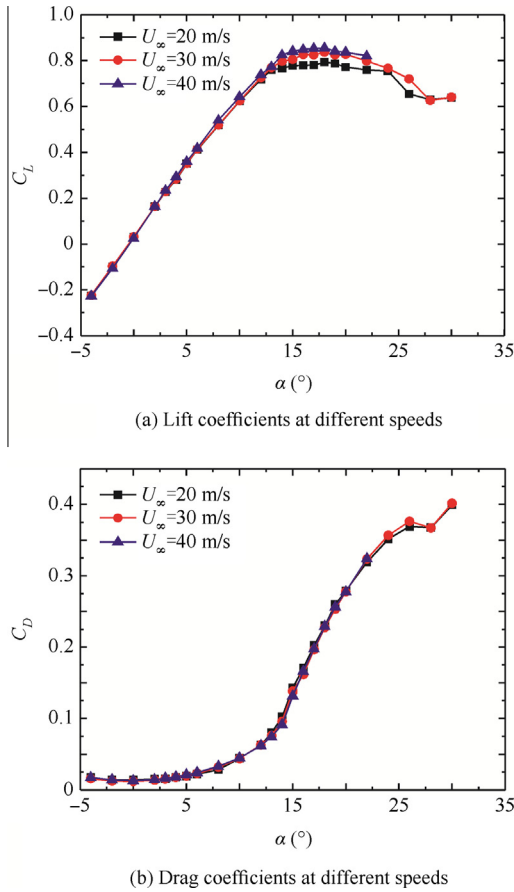 1.0
0.8
0.6
0.4
0.2
0
−0.2
−0.4
C_L
U∞=20 m/s
U∞=30 m/s
U∞=40 m/s
−5 5 15 25 35
α (°)
(a) Lift coefficients at different speeds
0.4
0.3
0.2
0.1
0
C_D
U∞=20 m/s
U∞=30 m/s
U∞=40 m/s
−5 5 15 25 35
α (°)
(b) Drag coefficients at different speeds